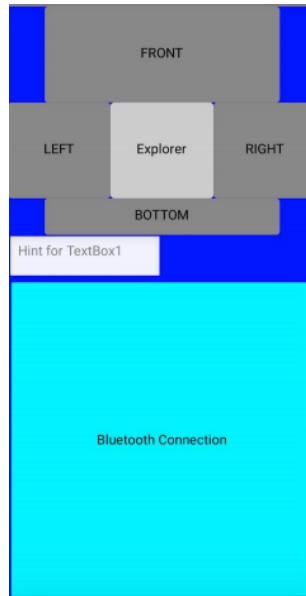 FRONT
LEFT Explorer RIGHT
BOTTOM
Hint for TextBox1
Bluetooth Connection